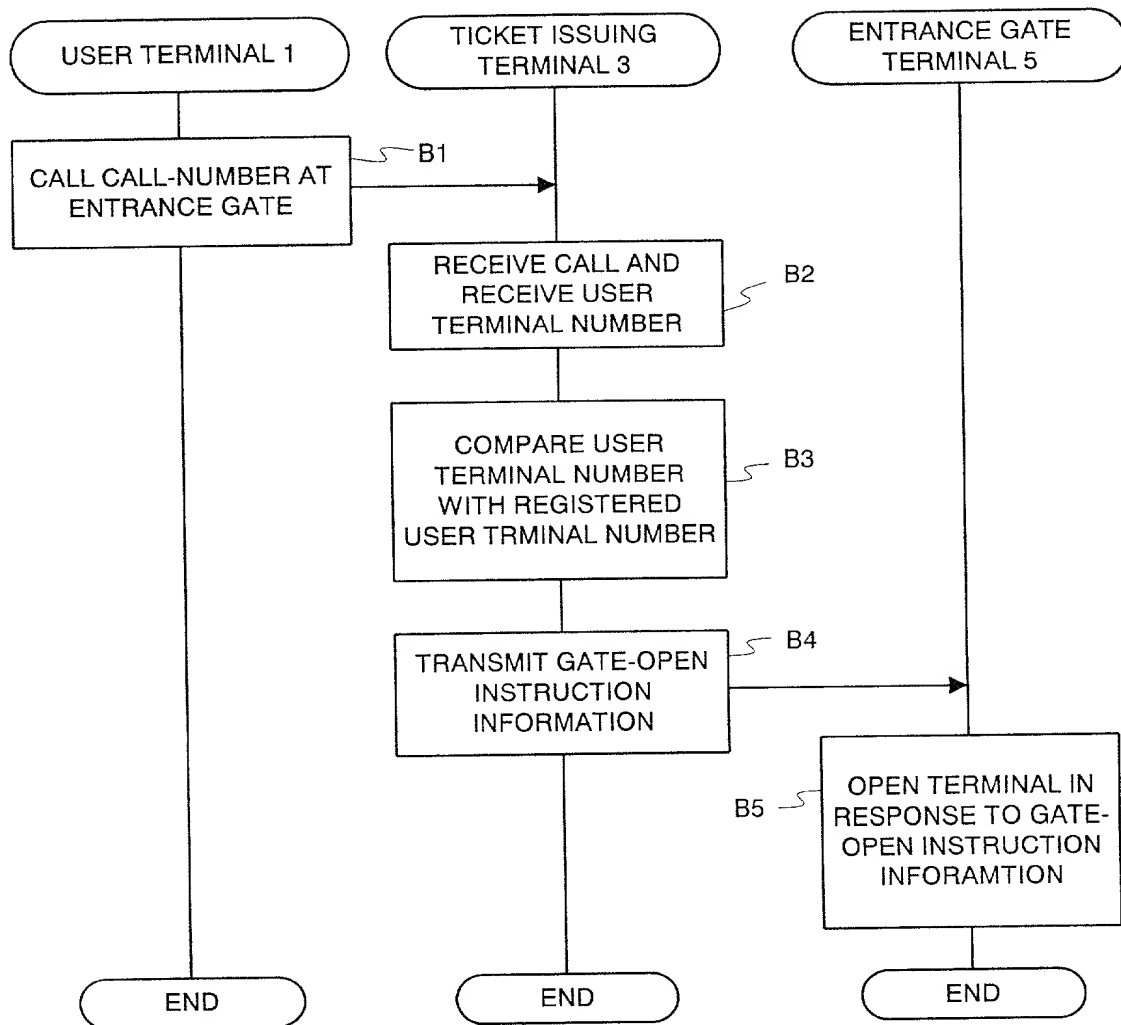 USER TERMINAL 1
TICKET ISSUING
TERMINAL 3
ENTRANCE GATE
TERMINAL 5
B1
CALL CALL-NUMBER AT
ENTRANCE GATE
RECEIVE CALL AND
RECEIVE USER
TERMINAL NUMBER
B2
COMPARE USER
TERMINAL NUMBER
WITH REGISTERED
USER TRMINAL NUMBER
B3
TRANSMIT GATE-OPEN
INSTRUCTION
INFORMATION
B4
B5
OPEN TERMINAL IN
RESPONSE TO GATE-
OPEN INSTRUCTION
INFORAMTION
END
END
END